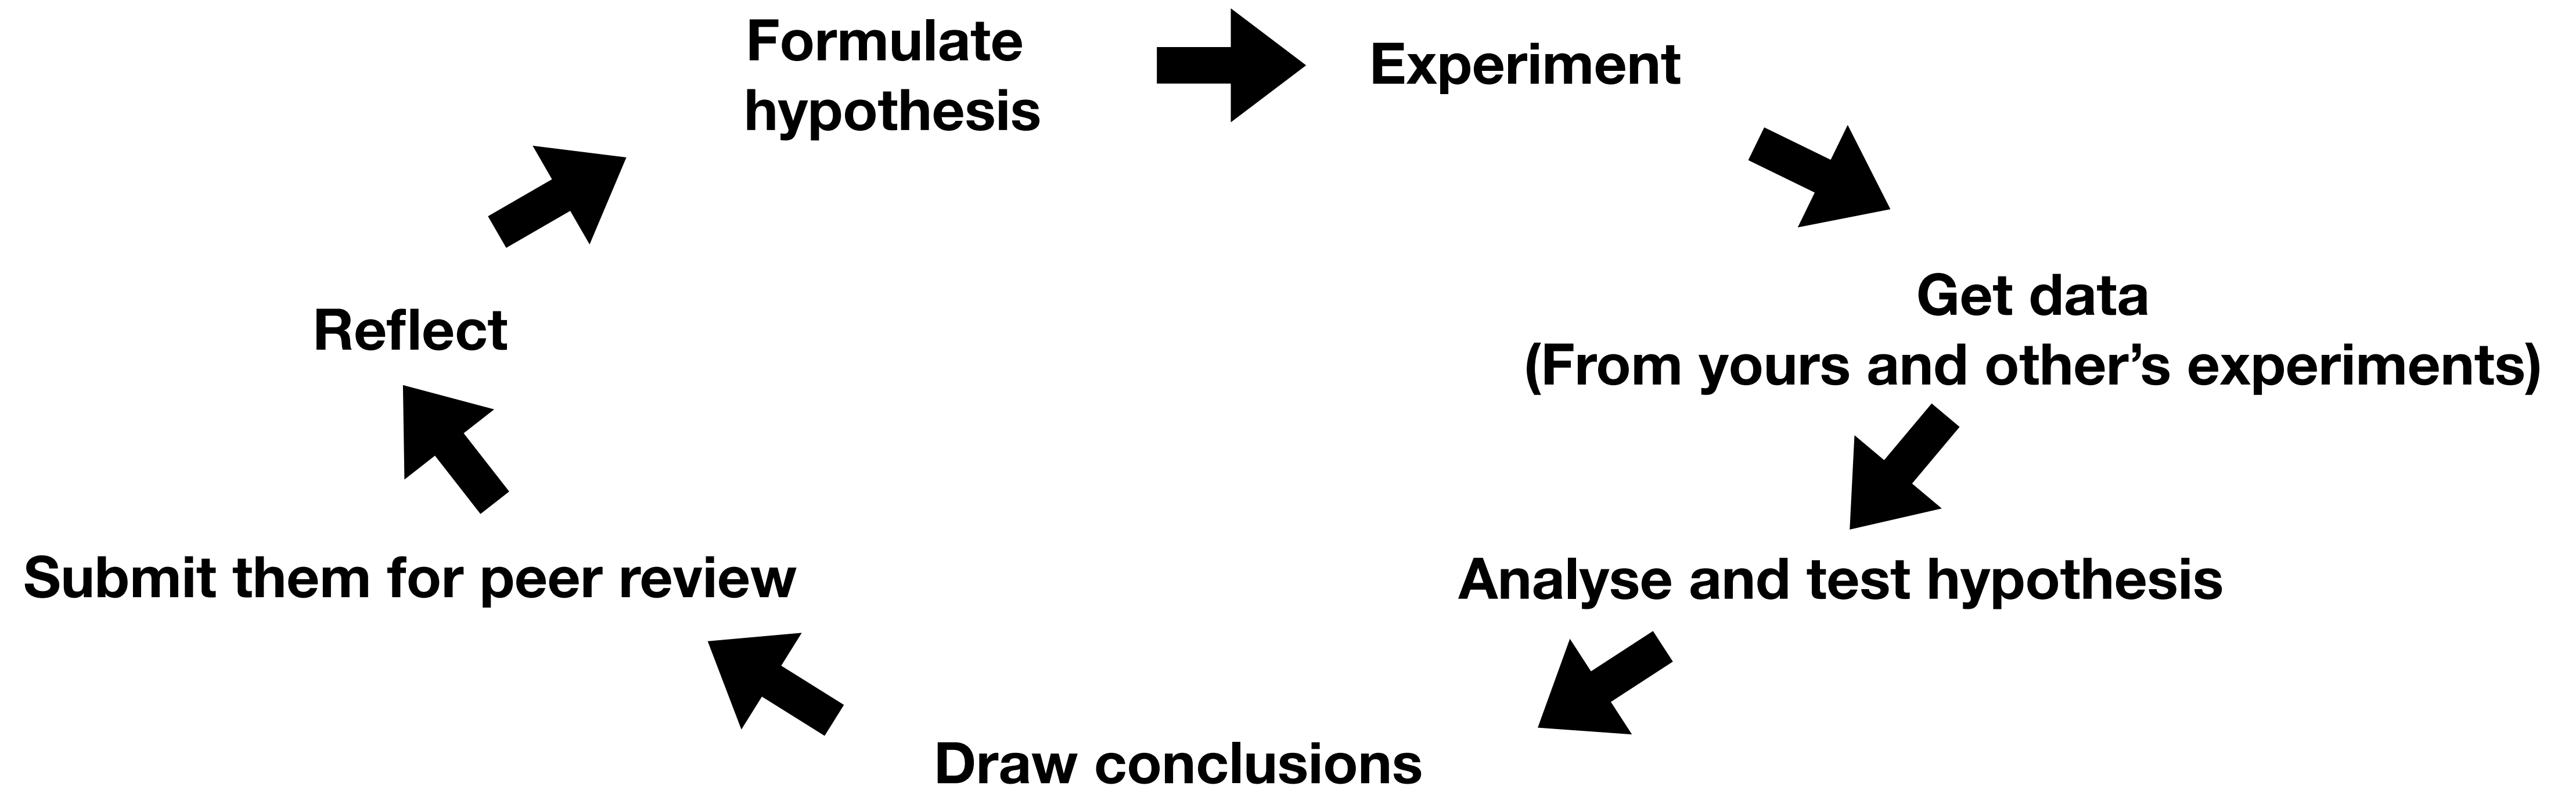 Formulate
hypothesis
Experiment
Get data
(From yours and other’s experiments)
Analyse and test hypothesis
Draw conclusions
Submit them for peer review
Reflect